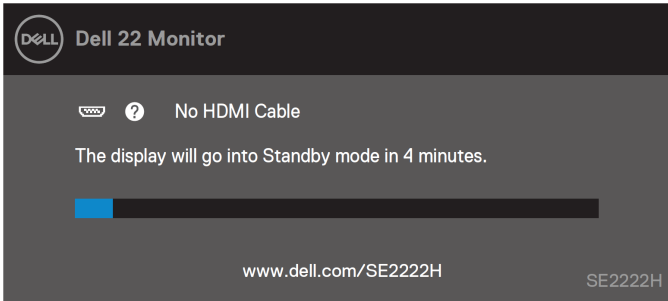 DELL Dell 22 Monitor
? No HDMI Cable
The display will go into Standby mode in 4 minutes.
www.dell.com/SE2222H
SE2222H